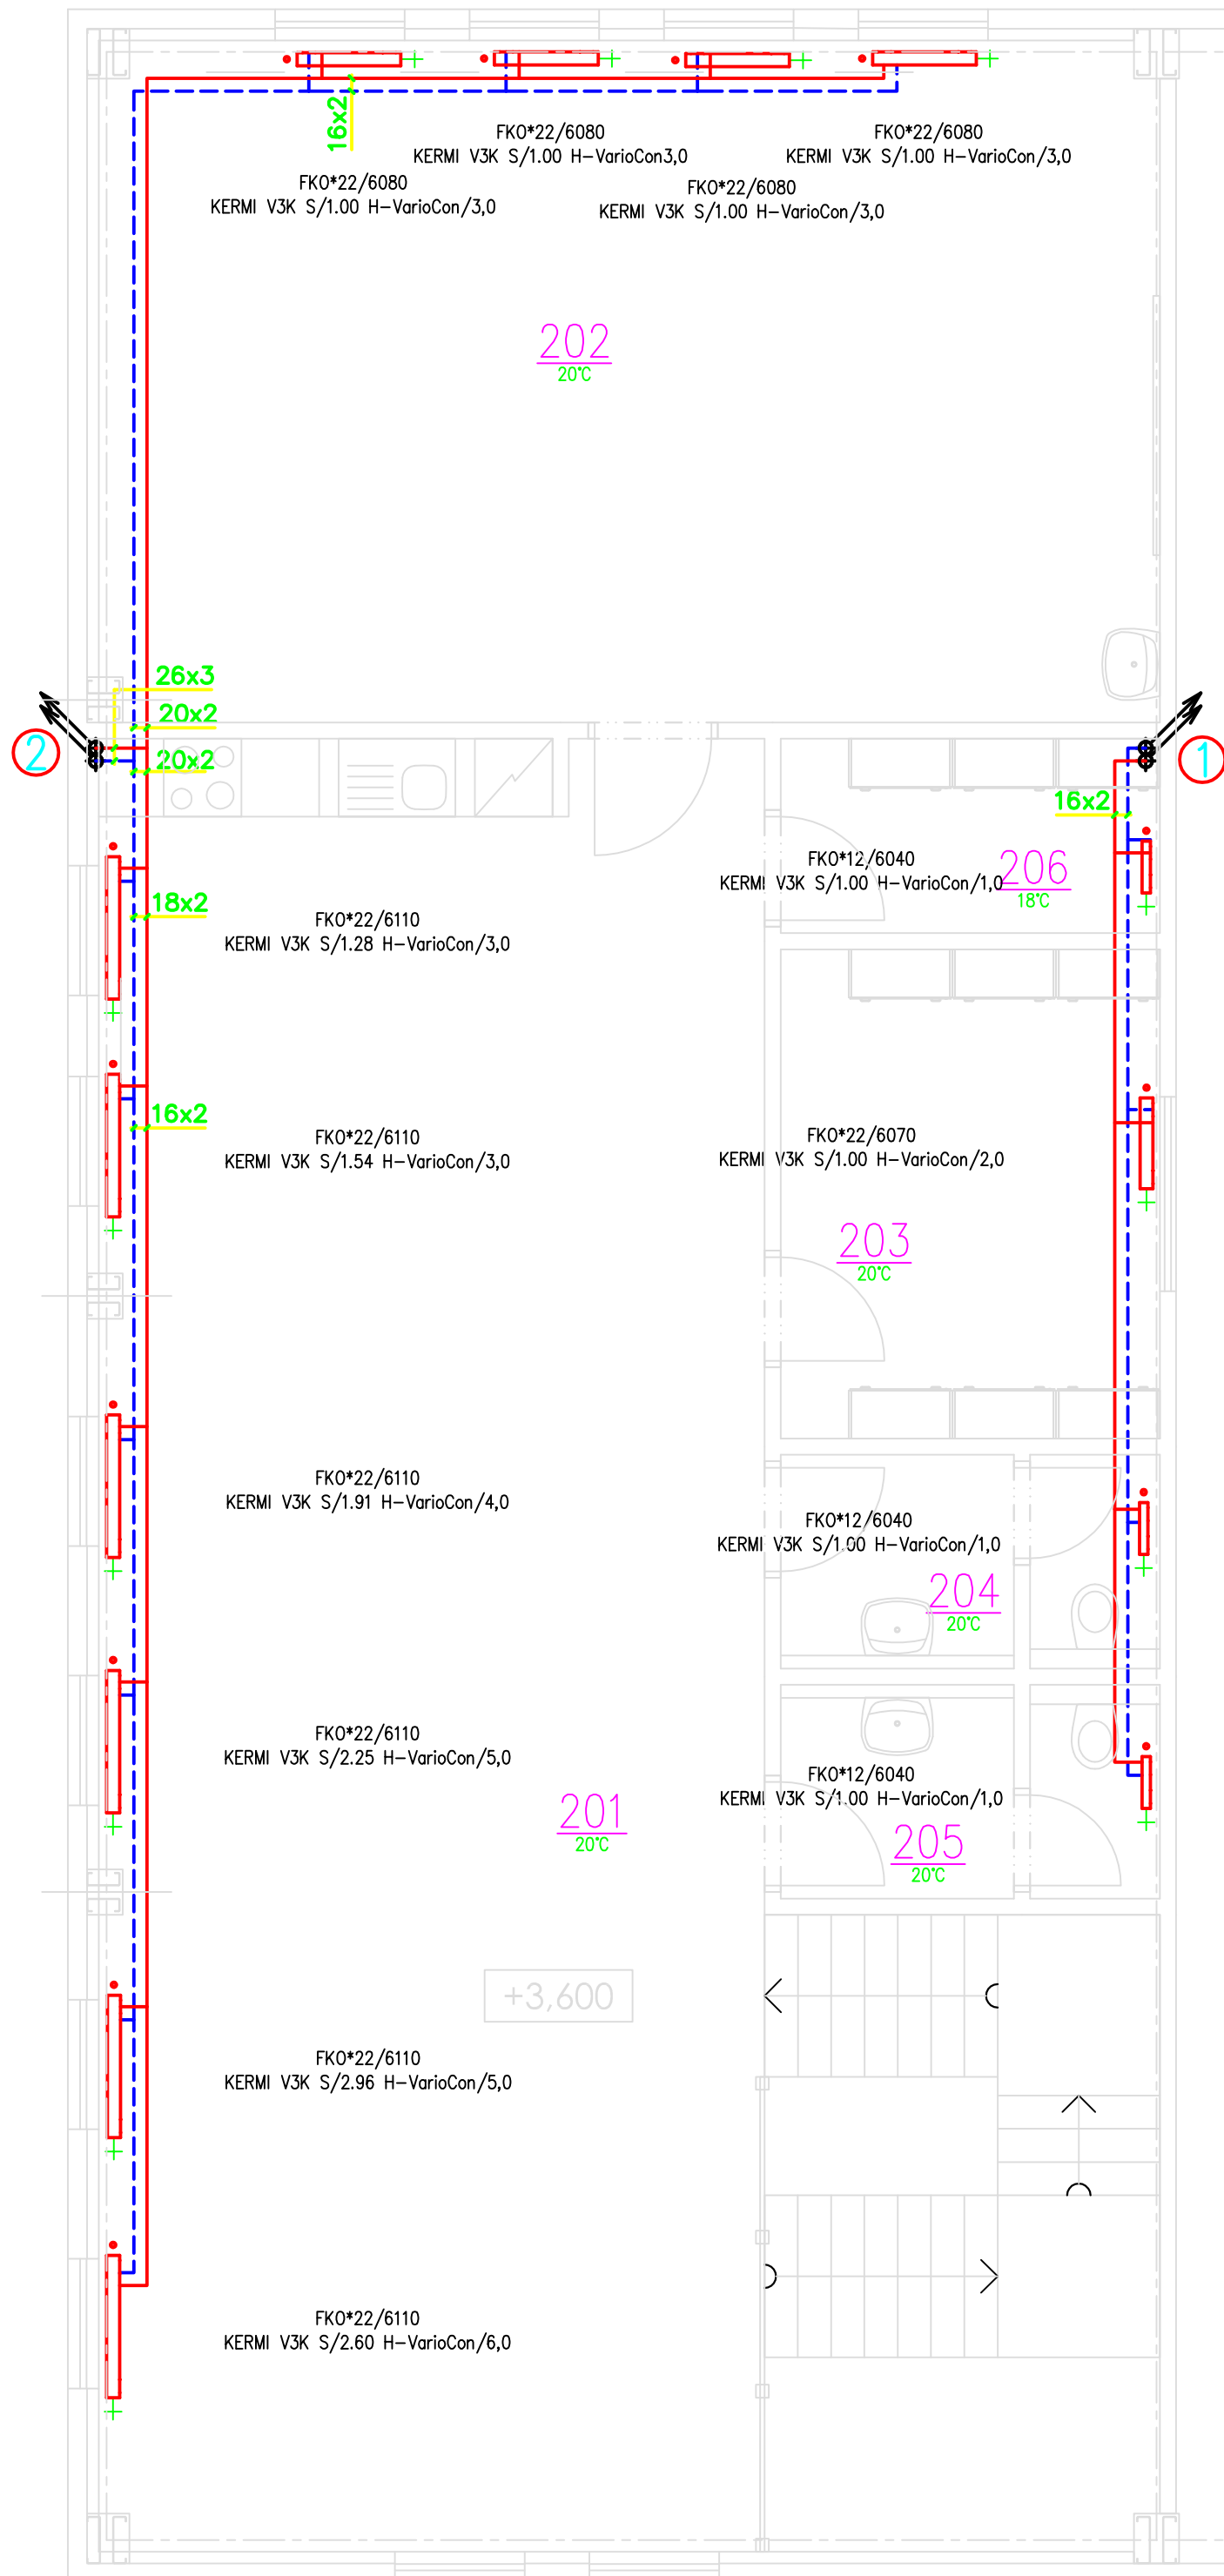 16x2
FKO*22/6080
KERMI V3K S/1.00 H-VarioCon3,0
FKO*22/6080
KERMI V3K S/1.00 H-VarioCon/3,0
FKO*22/6080
KERMI V3K S/1.00 H-VarioCon/3,0
FKO*22/6080
KERMI V3K S/1.00 H-VarioCon/3,0
202
20°C
26x3
20x2
20x2
2
1
16x2
FKO*12/6040
KERMI V3K S/1.00 H-VarioCon/1,0
206
18°C
18x2
FKO*22/6110
KERMI V3K S/1.28 H-VarioCon/3,0
16x2
FKO*22/6110
KERMI V3K S/1.54 H-VarioCon/3,0
FKO*22/6070
KERMI V3K S/1.00 H-VarioCon/2,0
203
20°C
FKO*22/6110
KERMI V3K S/1.91 H-VarioCon/4,0
FKO*12/6040
KERMI V3K S/1.00 H-VarioCon/1,0
204
20°C
FKO*22/6110
KERMI V3K S/2.25 H-VarioCon/5,0
FKO*12/6040
KERMI V3K S/1.00 H-VarioCon/1,0
201
20°C
205
20°C
+3,600
FKO*22/6110
KERMI V3K S/2.96 H-VarioCon/5,0
FKO*22/6110
KERMI V3K S/2.60 H-VarioCon/6,0